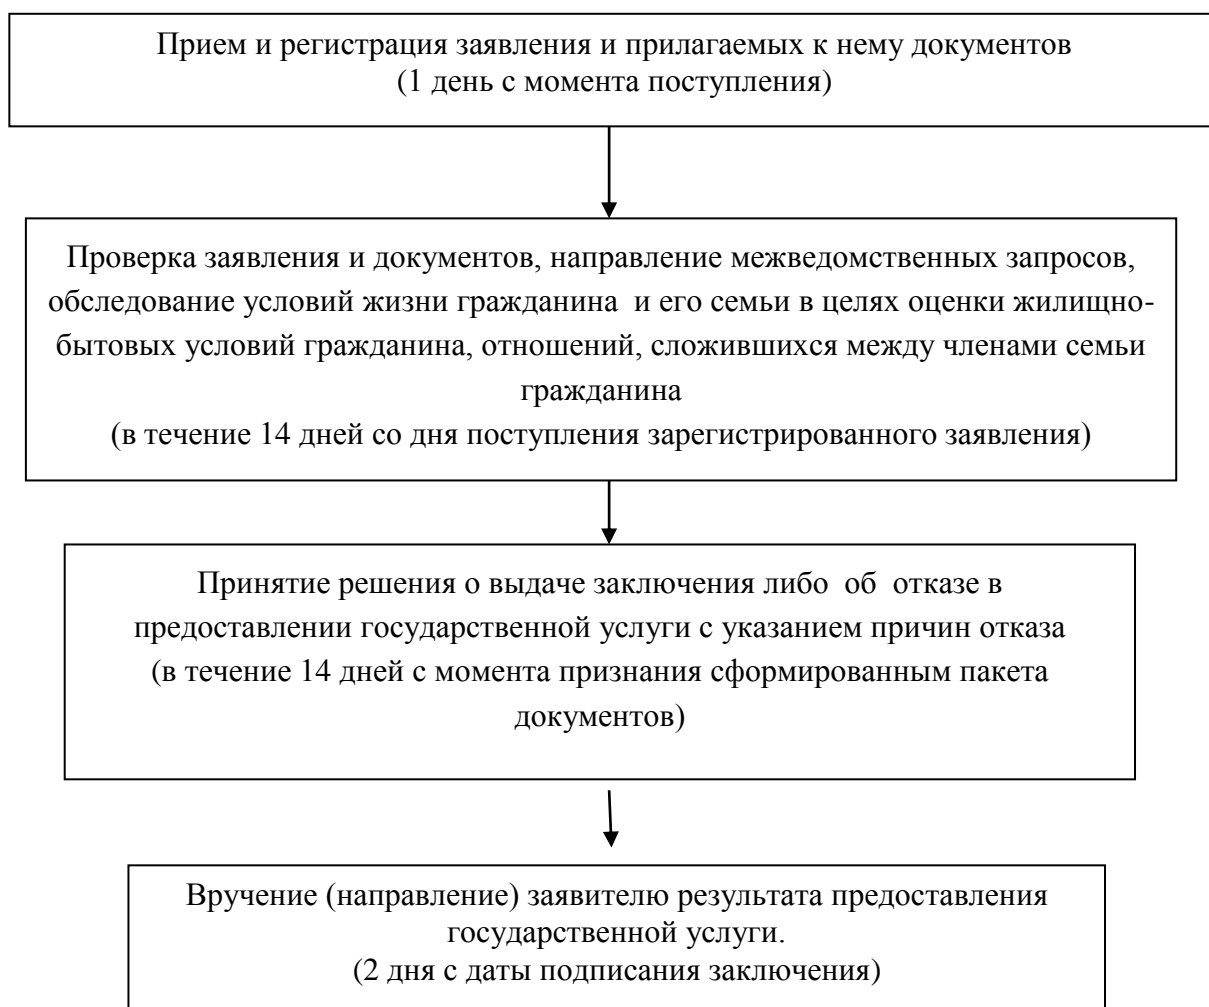 Прием и регистрация заявления и прилагаемых к нему документов
(1 день с момента поступления)
Проверка заявления и документов, направление межведомственных запросов,
обследование условий жизни гражданина  и его семьи в целях оценки жилищно-
бытовых условий гражданина, отношений, сложившихся между членами семьи
гражданина
(в течение 14 дней со дня поступления зарегистрированного заявления)
Принятие решения о выдаче заключения либо  об  отказе в
предоставлении государственной услуги с указанием причин отказа
(в течение 14 дней с момента признания сформированным пакета
документов)
Вручение (направление) заявителю результата предоставления
государственной услуги.
(2 дня с даты подписания заключения)